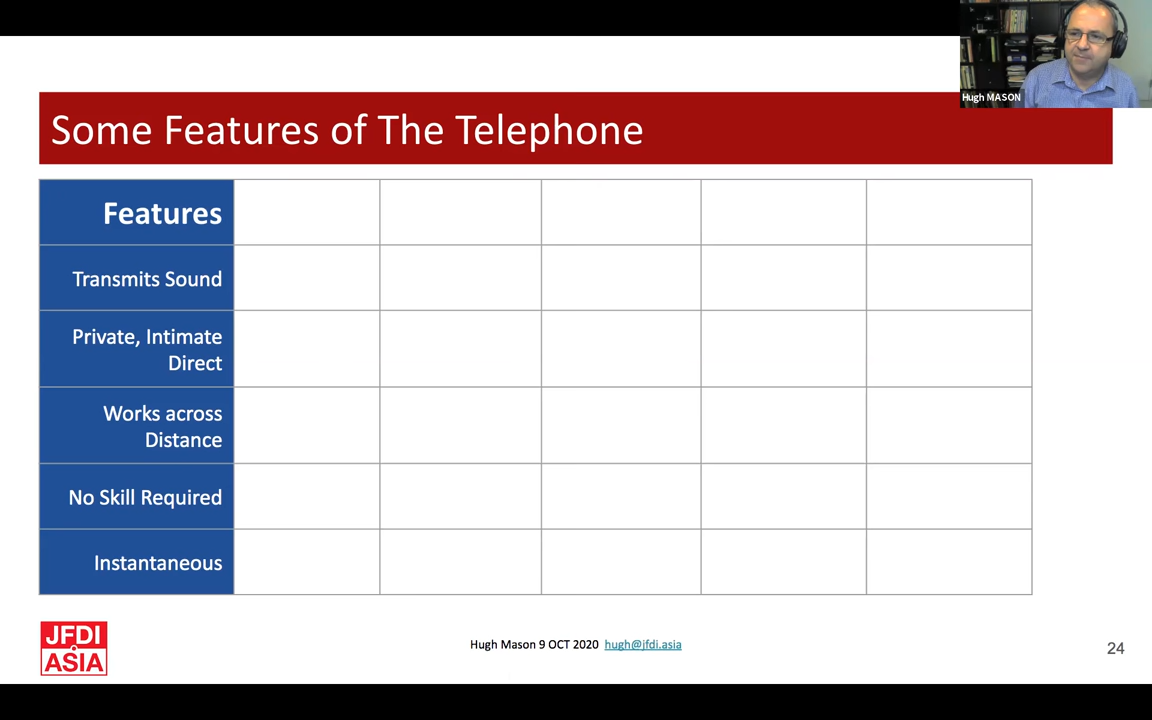 Hugh MASON
Some Features of The Telephone
Features
Transmits Sound
Private, Intimate
Direct
Works across
Distance
No Skill Required
Instantaneous
JFDI
ASIA
Hugh Mason 9 OCT 2020 hugh@jfdi.asia
24